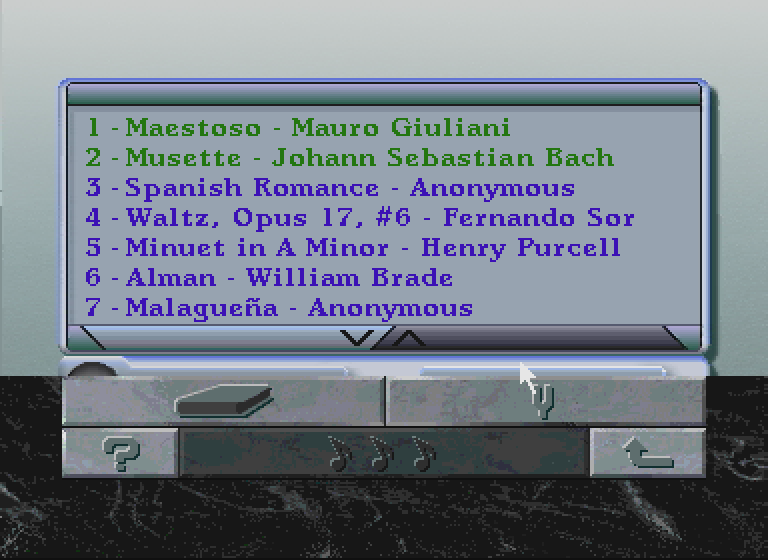 1 - Maestoso - Mauro Giuliani
2 - Musette - Johann Sebastian Bach
3 - Spanish Romance - Anonymous
4 - Waltz, Opus 17, #6 - Fernando Sor
5 - Minuet in A Minor - Henry Purcell
6 - Alman - William Brade
7 - Malagueña - Anonymous
?